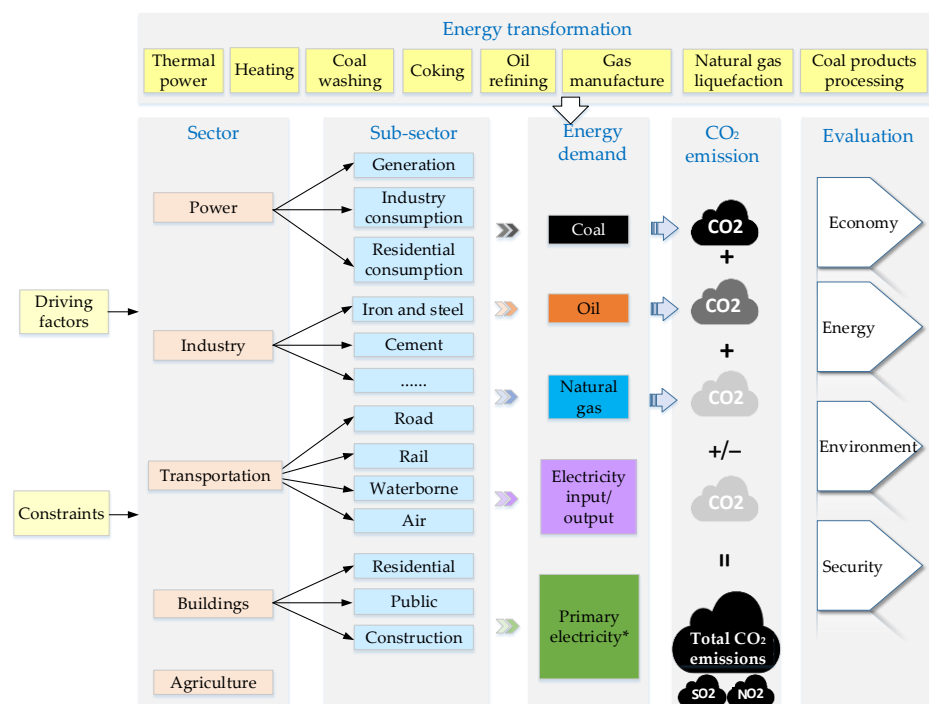 Energy transformation
Thermal
power
Heating
Coal
washing
Coking
Oil
refining
Gas
manufacture
Natural gas
liquefaction
Coal products
processing
Driving
factors
Constraints
Sector
Power
Industry
Transportation
Buildings
Agriculture
Sub-sector
Generation
Industry
consumption
Residential
consumption
Iron and steel
Cement
......
Road
Rail
Waterborne
Air
Residential
Public
Construction
Energy
demand
Coal
Oil
Natural
gas
Electricity
input/
output
Primary
electricity*
CO₂
emission
CO2
+
CO2
+
CO2
+/−
CO2
=
Total CO₂
emissions
SO2
NO2
Evaluation
Economy
Energy
Environment
Security